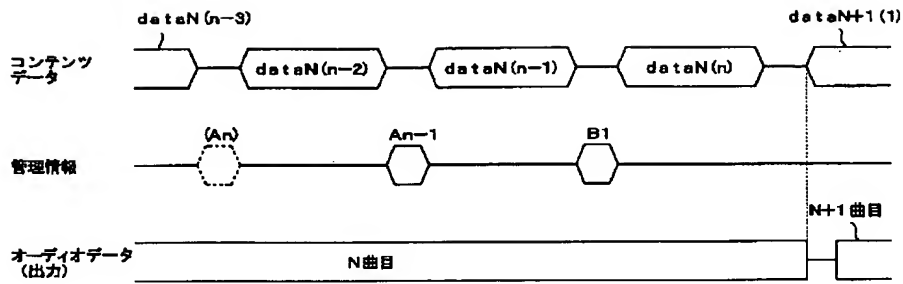 dataN(n-3)
dataN+1(1)
コンテンツ
データ
dataN(n-2)
dataN(n-1)
dataN(n)
(An)
An-1
B1
管理情報
N+1曲目
オーディオデータ
(出力)
N曲目